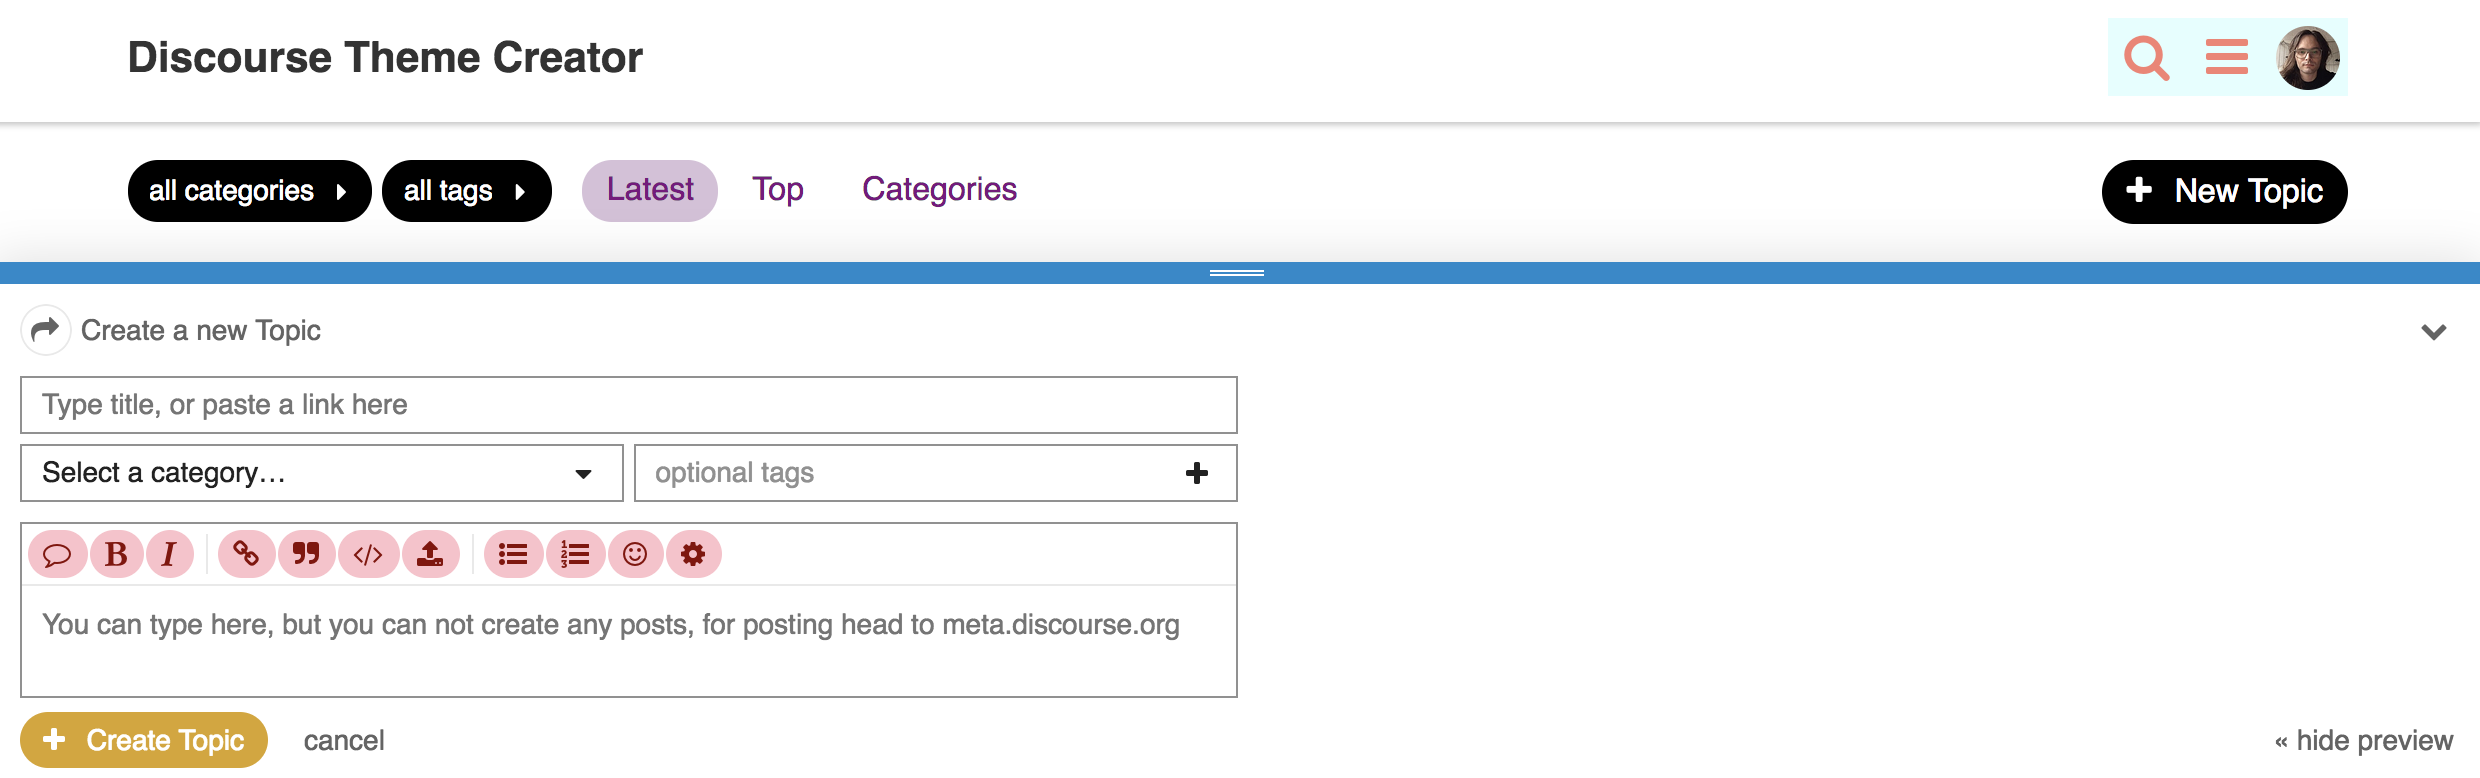 Discourse Theme Creator
all categories
all tags
Latest
Top
Categories
New Topic
Create a new Topic
Type title, or paste a link here
Select a category…
optional tags
You can type here, but you can not create any posts, for posting head to meta.discourse.org
Create Topic
cancel
« hide preview